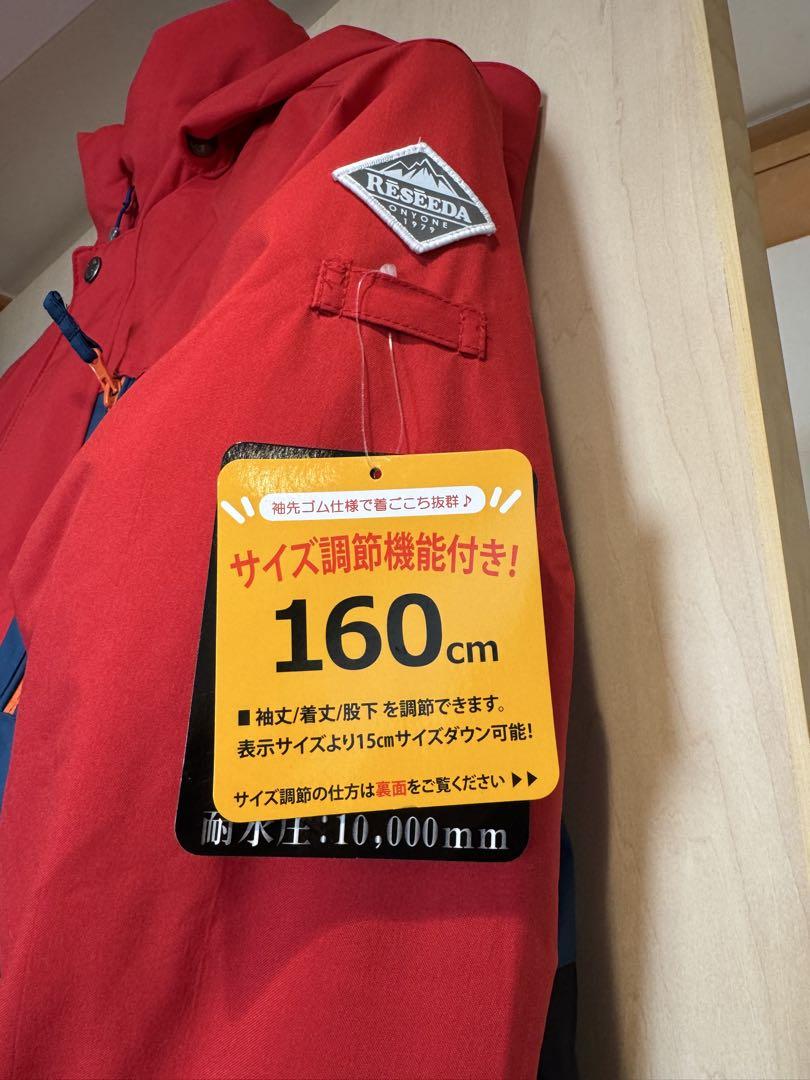 RĒSĒEDA
ONYONE
1979
袖先ゴム仕様で着ごこち抜群♪
サイズ調節機能付き!
160cm
■ 袖丈/着丈/股下 を調節できます。
表示サイズより15㎝サイズダウン可能!
サイズ調節の仕方は裏面をご覧ください ▶▶
耐水圧:10,000mm